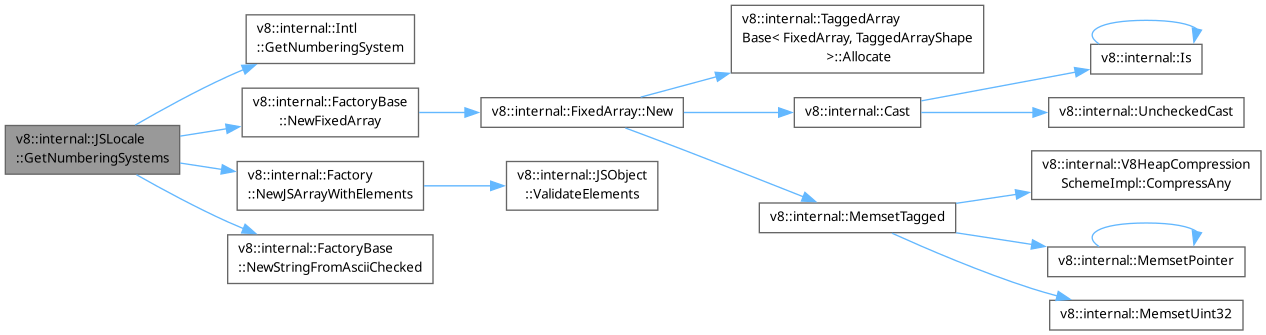 v8::internal::JSLocale
::GetNumberingSystems
v8::internal::Intl
::GetNumberingSystem
v8::internal::FactoryBase
::NewFixedArray
v8::internal::Factory
::NewJSArrayWithElements
v8::internal::FactoryBase
::NewStringFromAsciiChecked
v8::internal::FixedArray::New
v8::internal::JSObject
::ValidateElements
v8::internal::TaggedArray
Base< FixedArray, TaggedArrayShape
>::Allocate
v8::internal::Cast
v8::internal::MemsetTagged
v8::internal::Is
v8::internal::UncheckedCast
v8::internal::V8HeapCompression
SchemeImpl::CompressAny
v8::internal::MemsetPointer
v8::internal::MemsetUint32